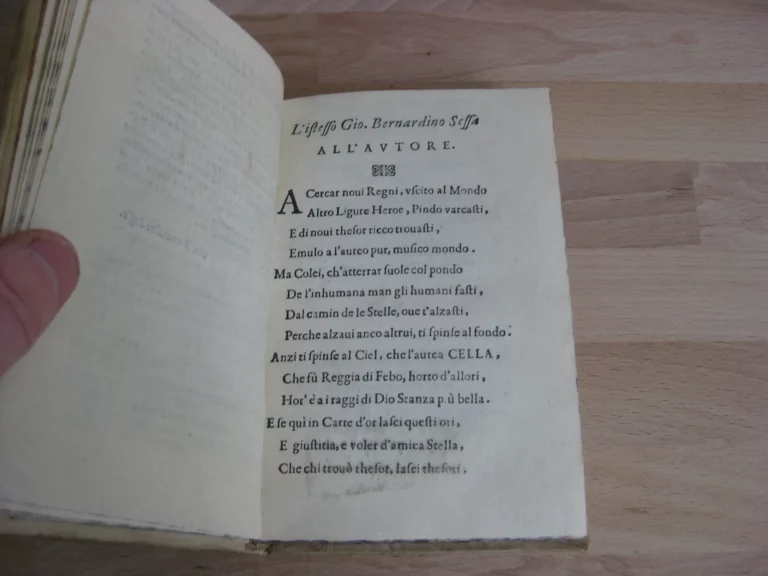 L'iſteſſo Gio. Bernardino Seſſa
ALL'AVTORE.
A Cercar noui Regni, vſcito al Mondo
Altro Ligure Heroe, Pindo varcaſti,
E di noui theſor ricco trouaſti,
Emulo a l'aureo pur, muſico mondo.
Ma Colei, ch'atterrar ſuole col pondo
De l'inhumana man gli humani faſti,
Dal camin de le Stelle, oue t'alzaſti,
Perche alzaui anco altrui, ti ſpinſe al fondo.
Anzi ti ſpinſe al Ciel, che l'aurea CELLA,
Che fù Reggia di Febo, horto d'allori,
Hor' è a i raggi di Dio Stanza più bella.
E ſe quì in Carte d'or laſci queſti ori,
E giuſtitia, e voler d'amica Stella,
Che chi trouò theſor, laſci theſori.